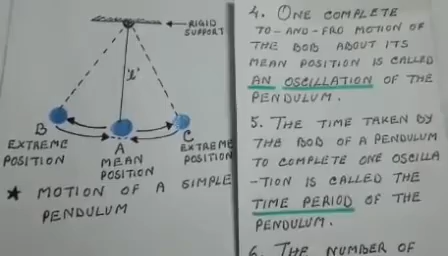 RIGID
SUPPORT
'l'
B
A
C
EXTREME
POSITION
MEAN
POSITION
EXTREME
POSITION
★ MOTION OF A SIMPLE
PENDULUM
4. ONE COMPLETE
TO-AND-FRO MOTION OF
THE BOB ABOUT ITS
MEAN POSITION IS CALLED
AN OSCILLATION OF THE
PENDULUM.
5. THE TIME TAKEN BY
THE BOB OF A PENDULUM
TO COMPLETE ONE OSCILLA
-TION IS CALLED THE
TIME PERIOD OF THE
PENDULUM.
6. THE NUMBER OF